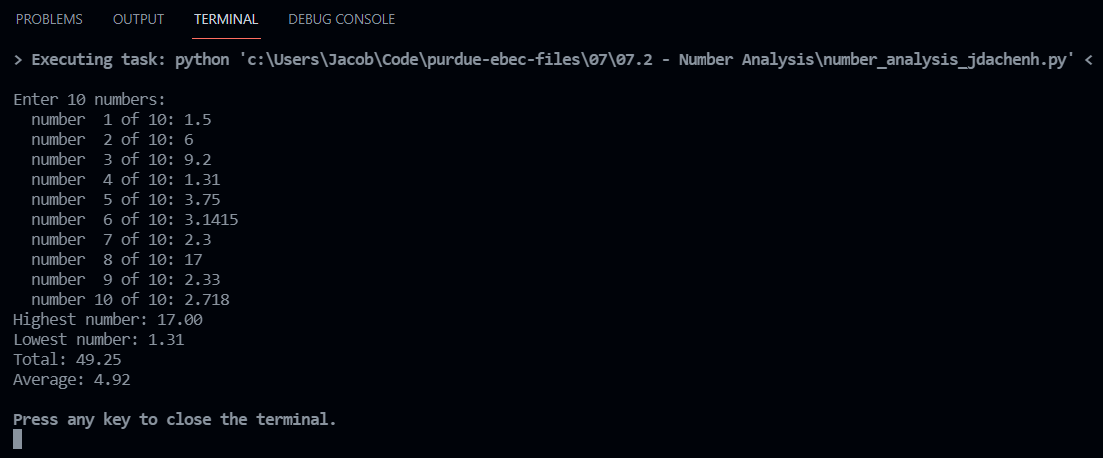 PROBLEMS OUTPUT TERMINAL DEBUG CONSOLE
> Executing task: python 'c:\Users\Jacob\Code\purdue-ebec-files\07\07.2 - Number Analysis\number_analysis_jdachenh.py' <
Enter 10 numbers:
  number  1 of 10: 1.5
  number  2 of 10: 6
  number  3 of 10: 9.2
  number  4 of 10: 1.31
  number  5 of 10: 3.75
  number  6 of 10: 3.1415
  number  7 of 10: 2.3
  number  8 of 10: 17
  number  9 of 10: 2.33
  number 10 of 10: 2.718
Highest number: 17.00
Lowest number: 1.31
Total: 49.25
Average: 4.92
Press any key to close the terminal.